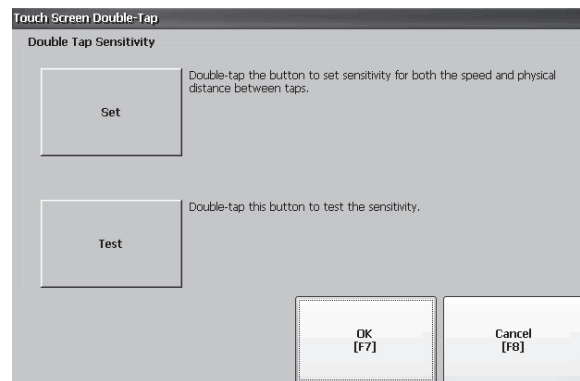 Touch Screen Double-Tap
Double Tap Sensitivity
Set
Double-tap the button to set sensitivity for both the speed and physical
distance between taps.
Test
Double-tap this button to test the sensitivity.
OK
[F7]
Cancel
[F8]